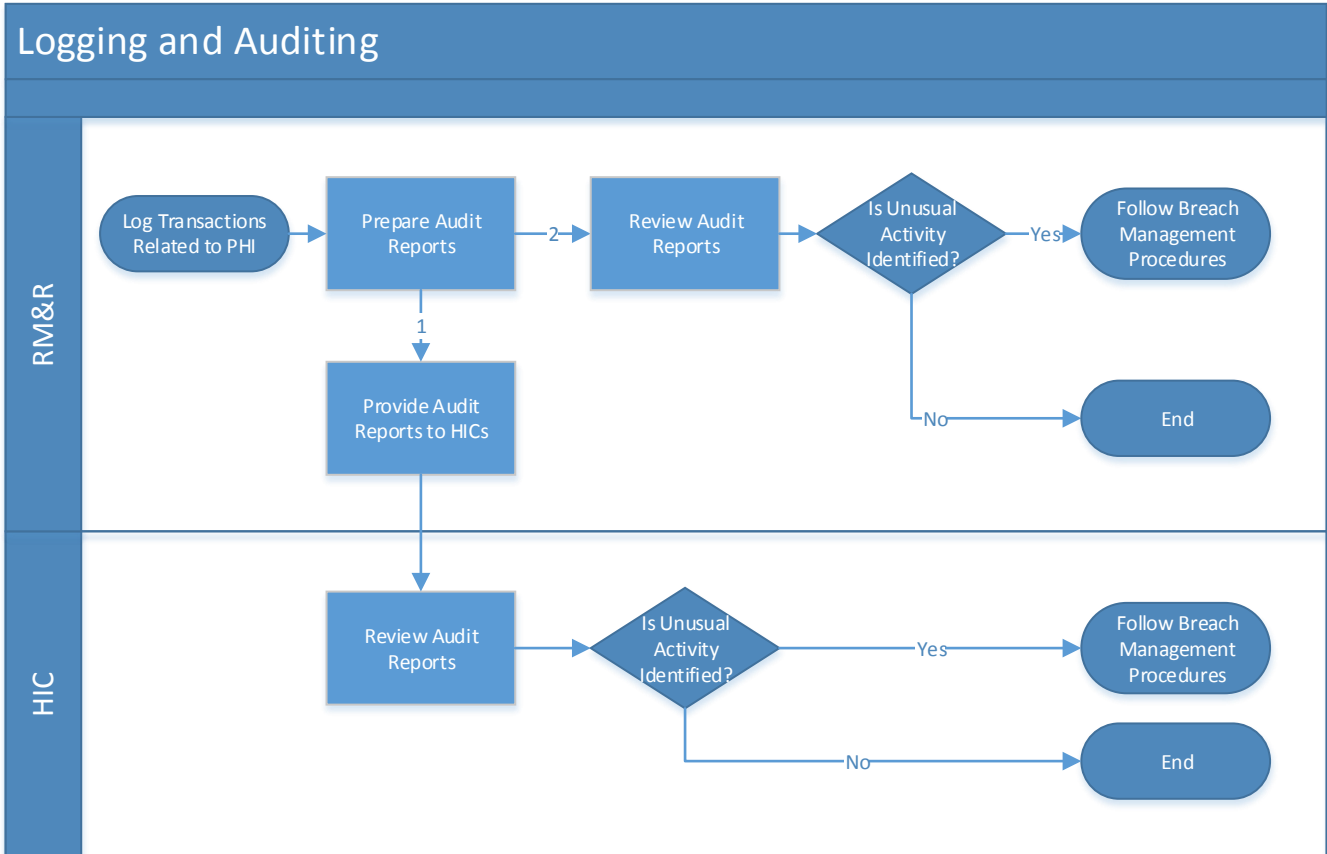 Logging and Auditing
RM&R
Log Transactions
Related to PHI
Prepare Audit
Reports
2
Review Audit
Reports
Is Unusual
Activity
Identified?
Yes
Follow Breach
Management
Procedures
1
Provide Audit
Reports to HICs
No
End
HIC
Review Audit
Reports
Is Unusual
Activity
Identified?
Yes
Follow Breach
Management
Procedures
No
End